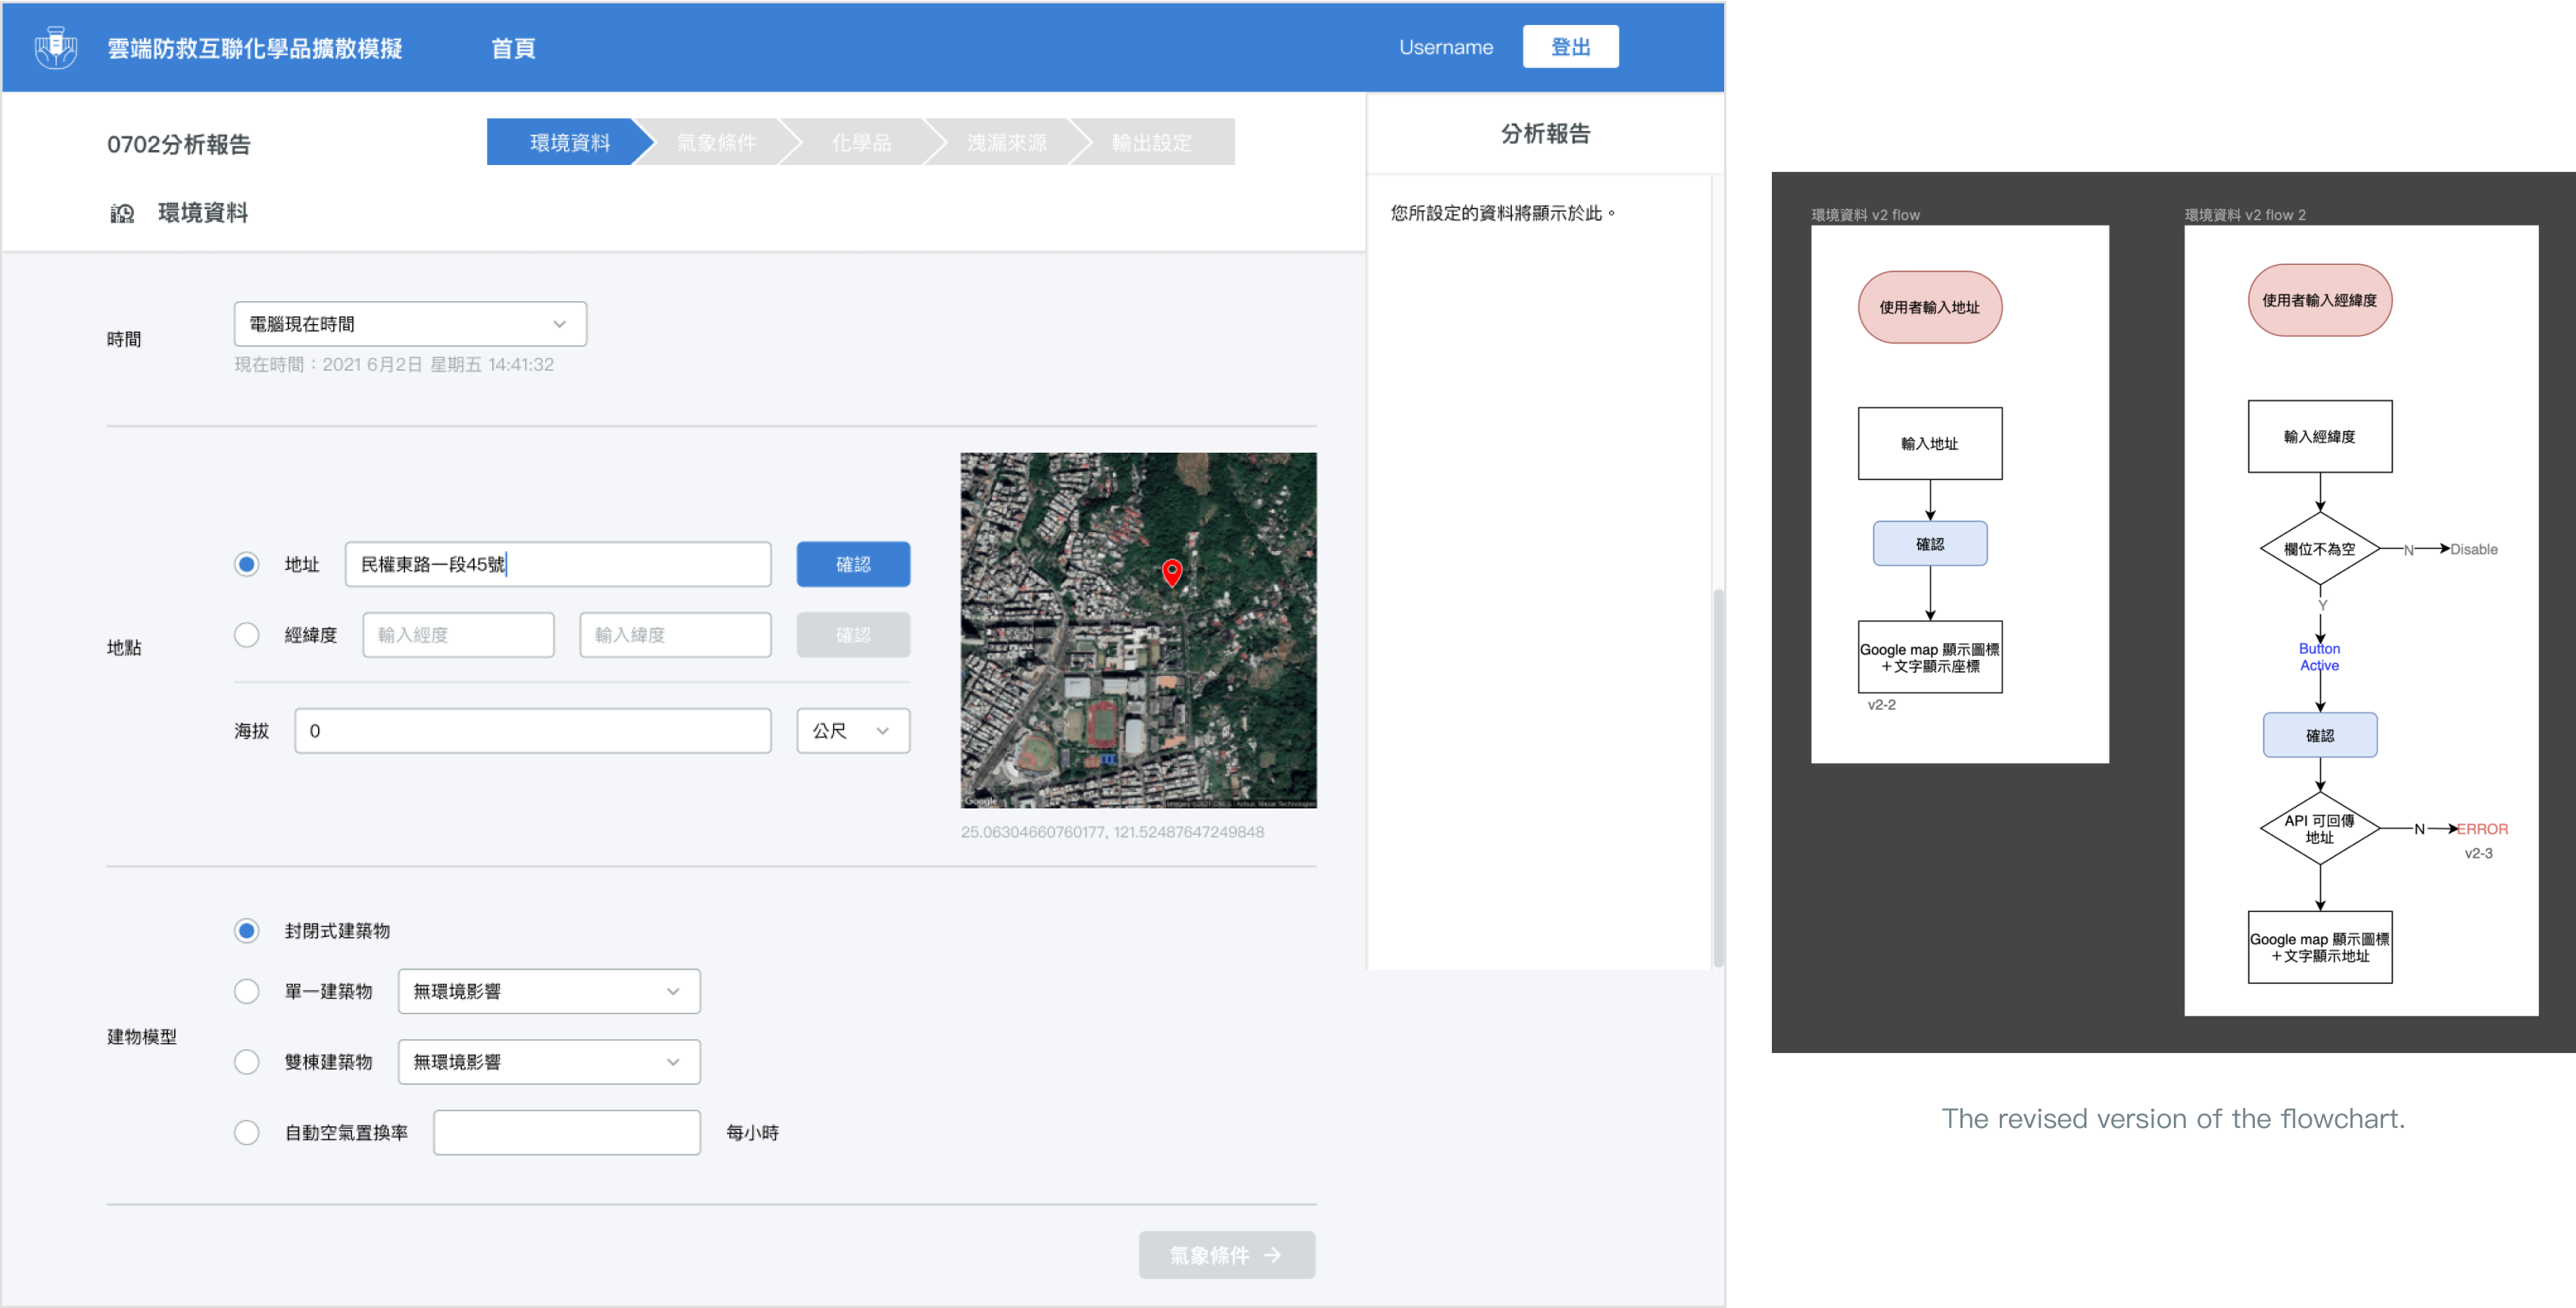 雲端防救互聯化學品擴散模擬
首頁
Username
登出
0702分析報告
環境資料
氣象條件
化學品
洩漏來源
輸出設定
環境資料
分析報告
您所設定的資料將顯示於此。
時間
電腦現在時間
現在時間：2021 6月2日 星期五 14:41:32
地點
地址
民權東路一段45號
確認
經緯度
輸入經度
輸入緯度
確認
海拔
0
公尺
Google
25.06304660760177, 121.52487647249848
建物模型
封閉式建築物
單一建築物
無環境影響
雙棟建築物
無環境影響
自動空氣置換率
每小時
氣象條件
環境資料 v2 flow
使用者輸入地址
輸入地址
確認
Google map 顯示圖標
＋文字顯示座標
v2-2
環境資料 v2 flow 2
使用者輸入經緯度
輸入經緯度
欄位不為空
N
Disable
Y
Button
Active
確認
API 可回傳
地址
N
ERROR
v2-3
Google map 顯示圖標
＋文字顯示地址
The revised version of the flowchart.